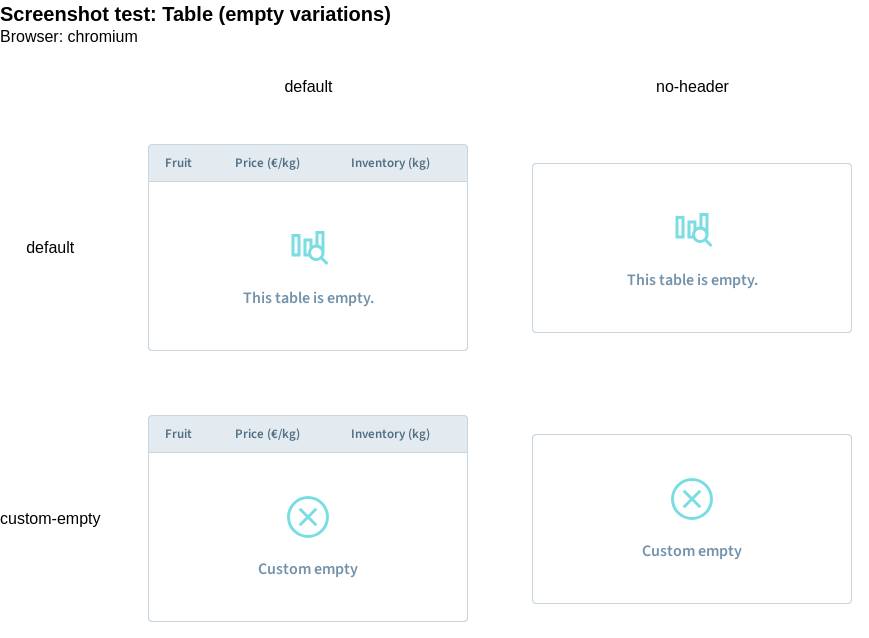 Screenshot test: Table (empty variations)
Browser: chromium
default no-header
default
Fruit Price (€/kg) Inventory (kg)
This table is empty.
This table is empty.
custom-empty
Fruit Price (€/kg) Inventory (kg)
Custom empty
Custom empty